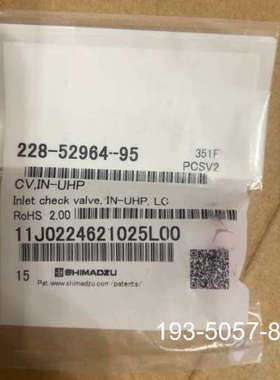 228-52964-95
351F
PCSV2
CV,IN-UHP
Inlet check valve, IN-UHP, LC
RoHS 2.00
11J0224621025L00
15 SHIMADZU
Pat. www.shimadzu.com/patents/
193-5057-8